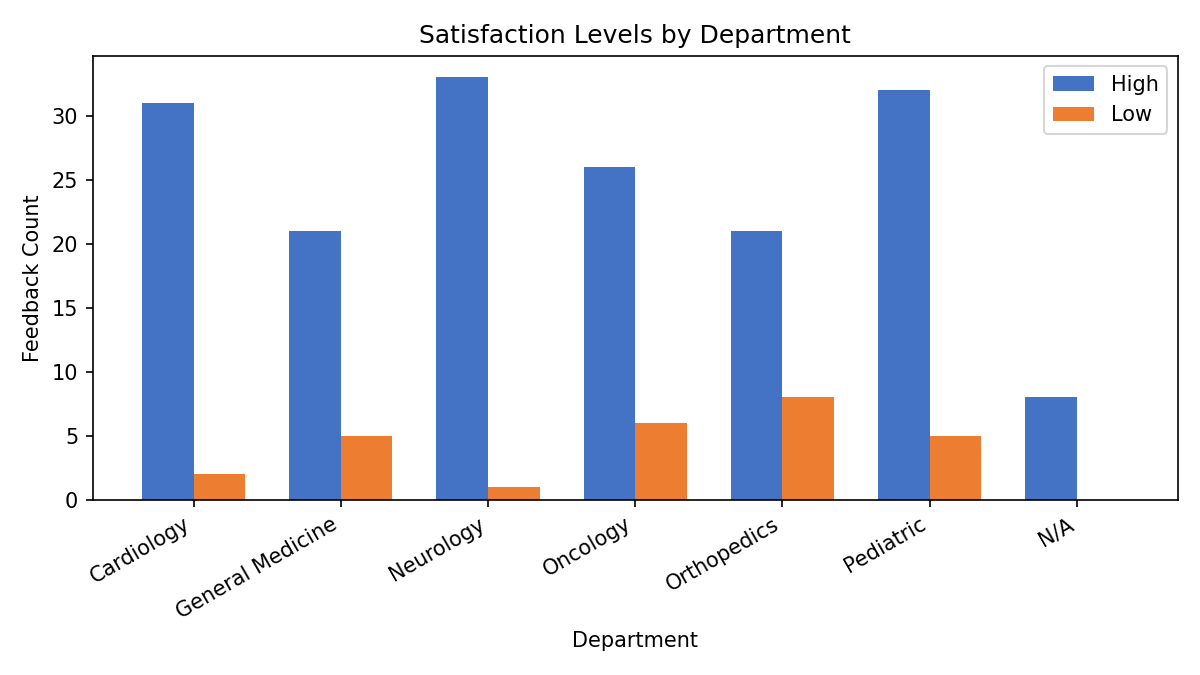 Satisfaction Levels by Department
High
Low
Feedback Count
30
25
20
15
10
5
0
Cardiology
General Medicine
Neurology
Oncology
Orthopedics
Pediatric
N/A
Department